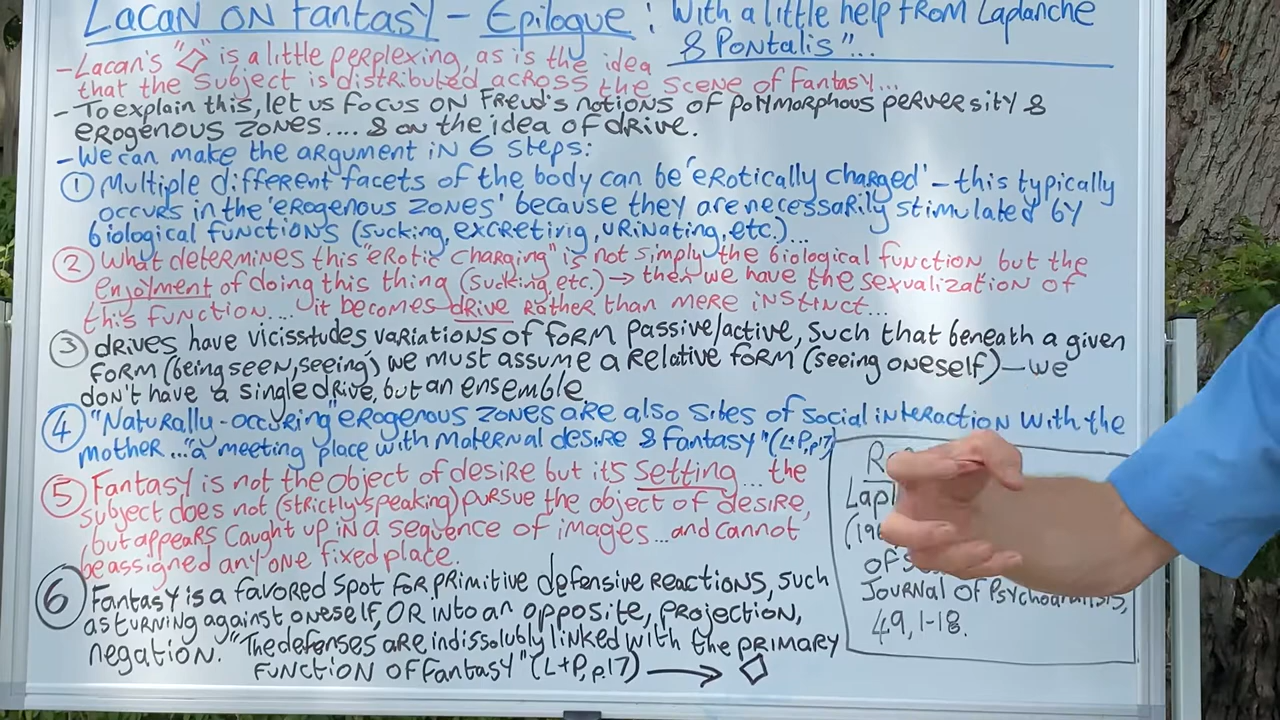 Lacan on Fantasy - Epilogue: With a little help from Laplanche
& Pontalis"...
- Lacan's "◇" is a little perplexing, as is the idea
that the subject is distributed across the scene of fantasy...
- To explain this, let us focus on Freud's notions of polymorphous perversity &
erogenous zones.... & on the idea of drive.
- We can make the argument in 6 steps:
① Multiple different facets of the body can be 'erotically charged' - this typically
occurs in the 'erogenous zones' because they are necessarily stimulated by
biological functions (sucking, excreting, urinating, etc.)...
② What determines this "erotic charging" is not simply the biological function but the
enjoyment of doing this thing (sucking, etc.) → then we have the sexualization of
this function.... it becomes drive rather than mere instinct...
③ drives have vicisstudes variations of form passive/active, such that beneath a given
form (being seen, seeing) we must assume a relative form (seeing oneself) — we
don't have a single drive, but an ensemble.
④ "Naturally-occuring" erogenous zones are also sites of social interaction with the
mother... "a meeting place with maternal desire & fantasy" (L+P, p17)
⑤ Fantasy is not the object of desire but its setting... the
subject does not (strictly speaking) pursue the object of desire,
but appears caught up in a sequence of images... and cannot
be assigned any one fixed place.
⑥ Fantasy is a favored spot for primitive defensive reactions, such
as turning against oneself, or into an opposite, projection,
negation. "The defenses are indissolubly linked with the primary
function of fantasy" (L+P, p.17) → ◇
Lapl
(196
of
Journal of Psychoanalysis,
49, 1-18.